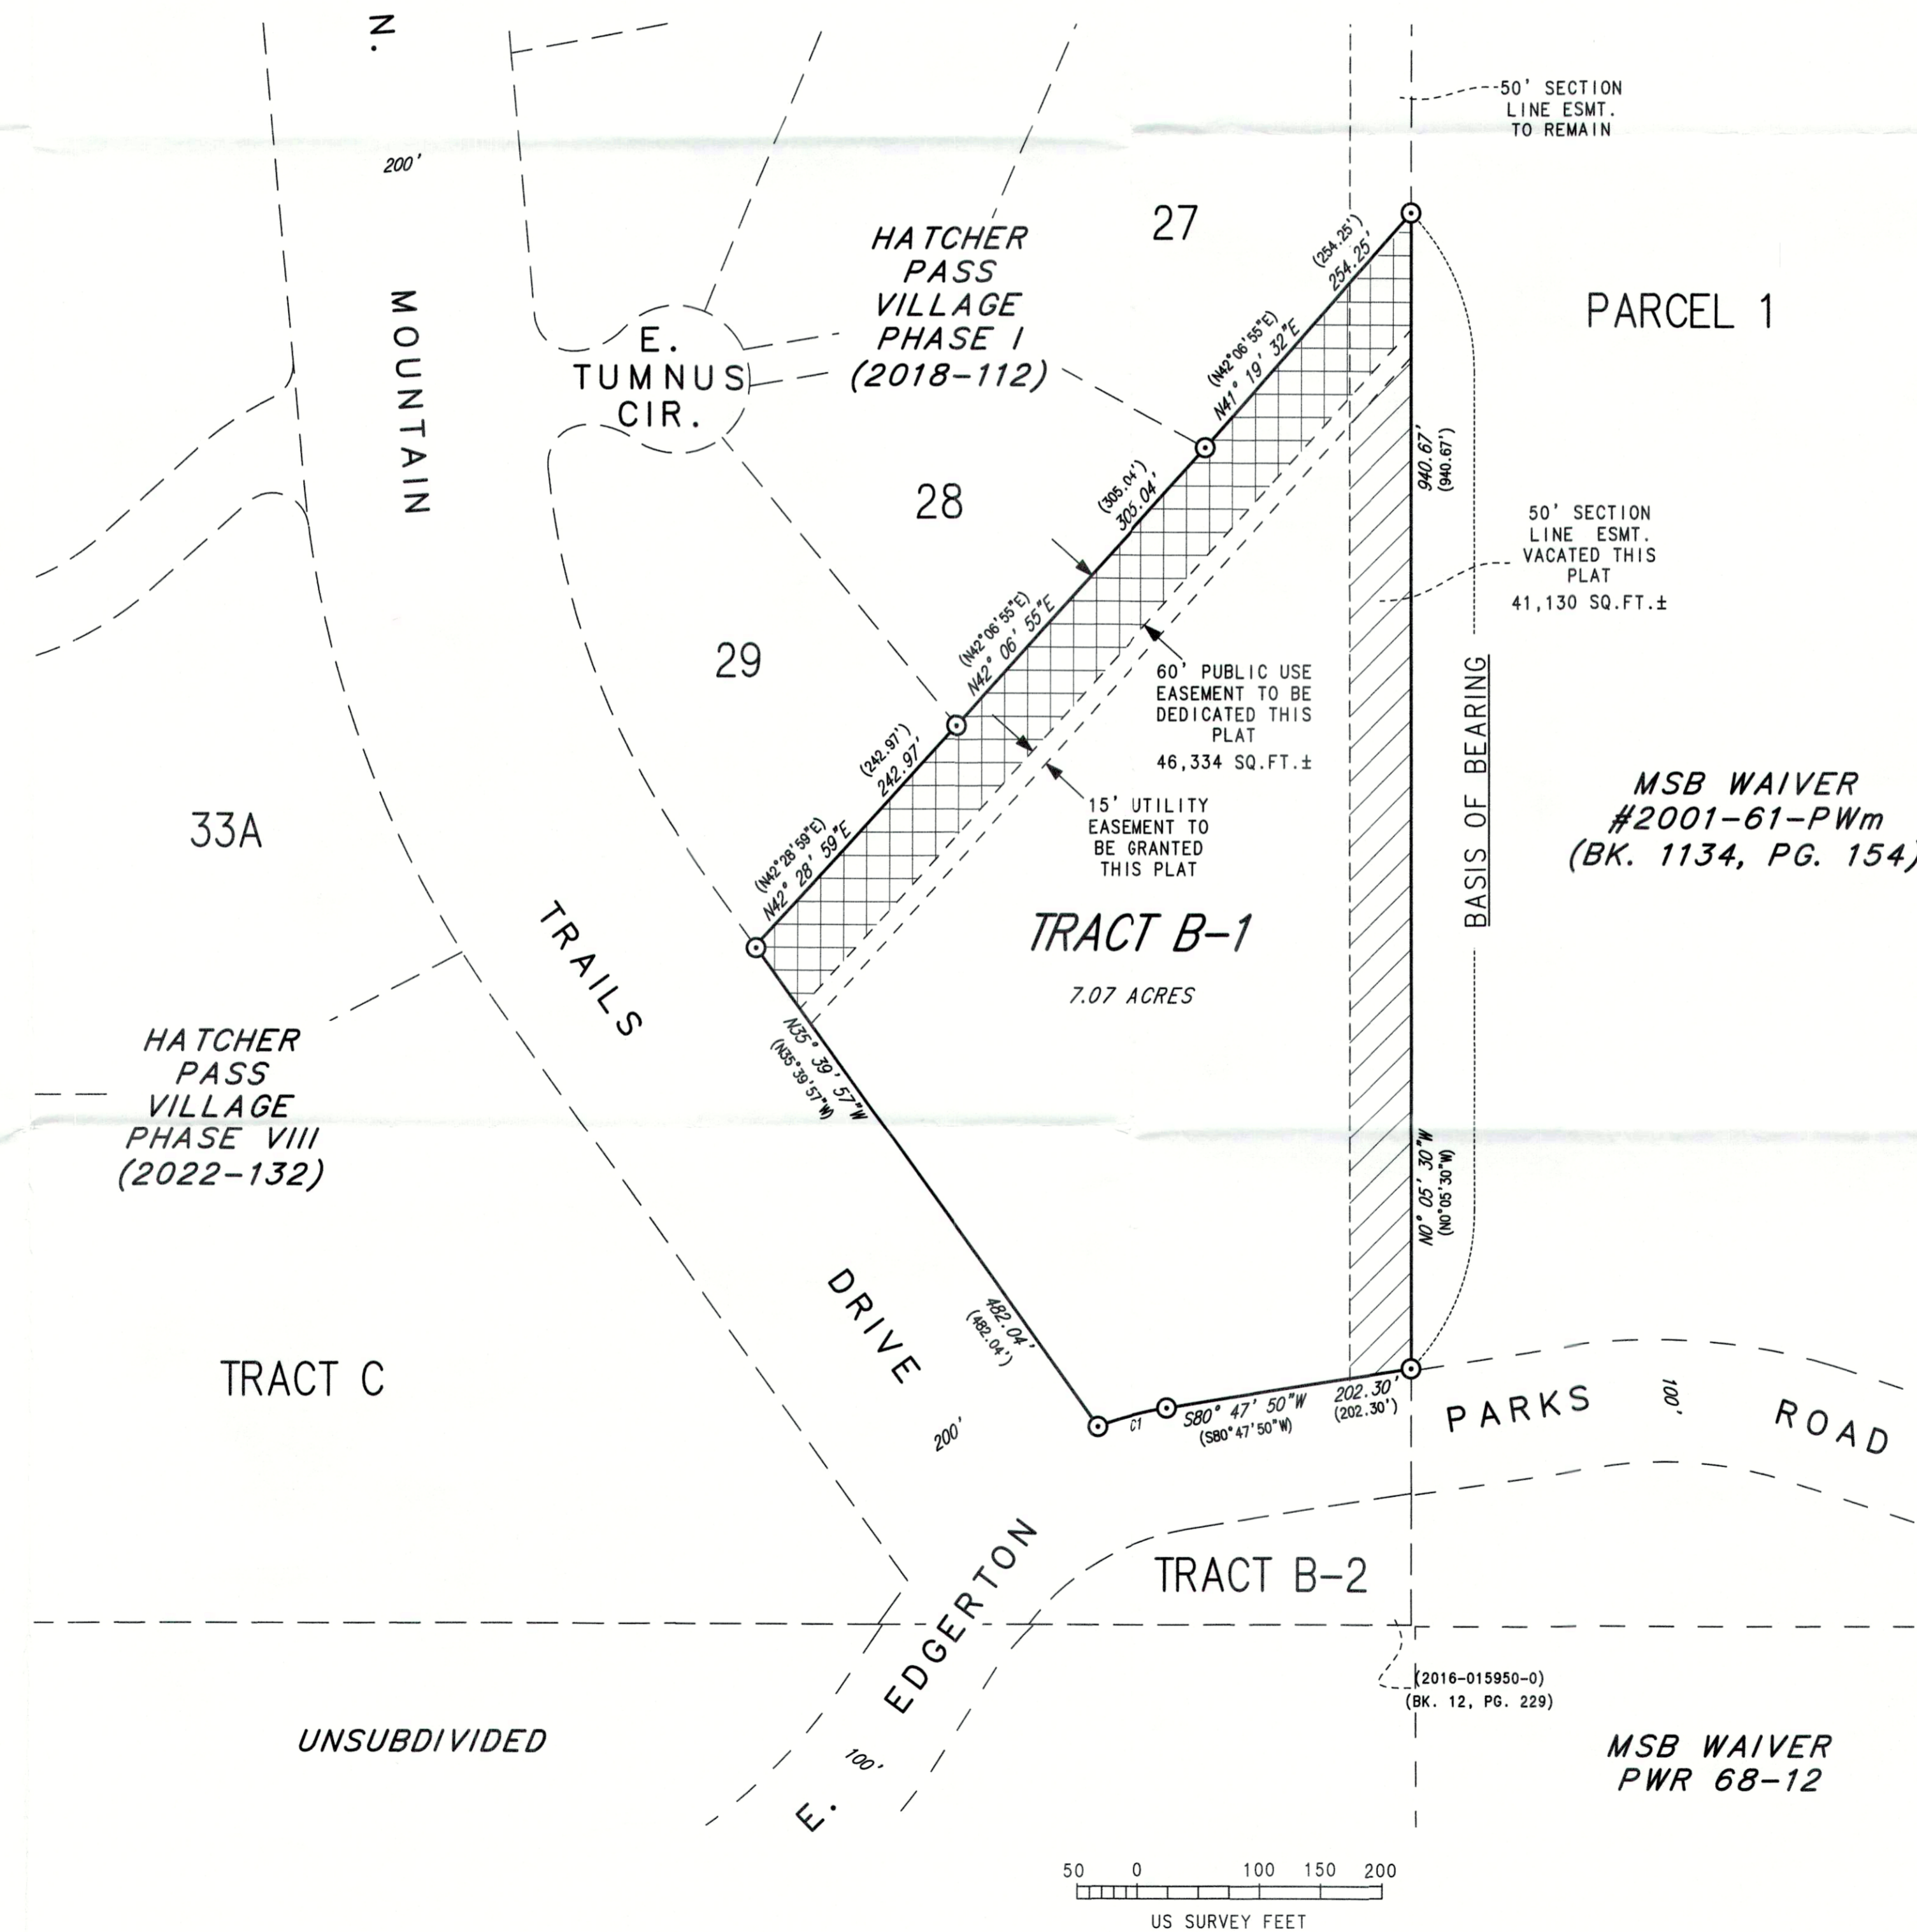 N.
MOUNTAIN
TRAILS
DRIVE
200'
200'
50' SECTION
LINE ESMT.
TO REMAIN
27
HATCHER
PASS
VILLAGE
PHASE I
(2018-112)
E.
TUMNUS
CIR.
PARCEL 1
(254.25')
254.25'
(N42°06'55"E)
N41° 19' 32"E
28
(305.04')
305.04'
(N42°06'55"E)
N42° 06' 55"E
940.67'
(940.67')
50' SECTION
LINE ESMT.
VACATED THIS
PLAT
41,130 SQ.FT.±
29
(242.97')
242.97'
(N42°28'59"E)
N42° 28' 59"E
60' PUBLIC USE
EASEMENT TO BE
DEDICATED THIS
PLAT
46,334 SQ.FT.±
15' UTILITY
EASEMENT TO
BE GRANTED
THIS PLAT
BASIS OF BEARING
MSB WAIVER
#2001-61-PWm
(BK. 1134, PG. 154)
33A
TRACT B-1
7.07 ACRES
HATCHER
PASS
VILLAGE
PHASE VIII
(2022-132)
N35° 39' 57"W
(N35°39'57"W)
482.04'
(482.04')
N0° 05' 30"W
(N0°05'30"W)
TRACT C
C1
S80° 47' 50"W
(S80°47'50"W)
202.30'
(202.30')
E. EDGERTON PARKS ROAD
100'
100'
TRACT B-2
(2016-015950-0)
(BK. 12, PG. 229)
UNSUBDIVIDED
MSB WAIVER
PWR 68-12
50 0 100 150 200
US SURVEY FEET